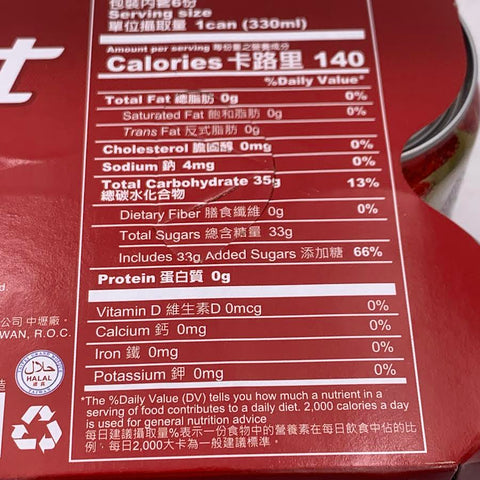 包裝內容6份
Serving size
單位攝取量 1can (330ml)
Amount per serving 每份量之營養成分
Calories 卡路里 140
%Daily Value*
Total Fat 總脂肪 0g 0%
Saturated Fat 飽和脂肪 0g 0%
Trans Fat 反式脂肪 0g
Cholesterol 膽固醇 0mg 0%
Sodium 鈉 4mg 0%
Total Carbohydrate 35g 13%
總碳水化合物
Dietary Fiber 膳食纖維 0g 0%
Total Sugars 總含糖量 33g
Includes 33g Added Sugars 添加糖 66%
Protein 蛋白質 0g
Vitamin D 維生素D 0mcg 0%
Calcium 鈣 0mg 0%
Iron 鐵 0mg 0%
Potassium 鉀 0mg 0%
*The %Daily Value (DV) tells you how much a nutrient in a
serving of food contributes to a daily diet. 2,000 calories a day
is used for general nutrition advice
每日建議攝取量%表示一份食物中的營養素在每日飲食中佔的比
例，每日2,000大卡為一般建議標準。
t
d
公司 中壢廠。
WAN, R.O.C.
HALAL
造